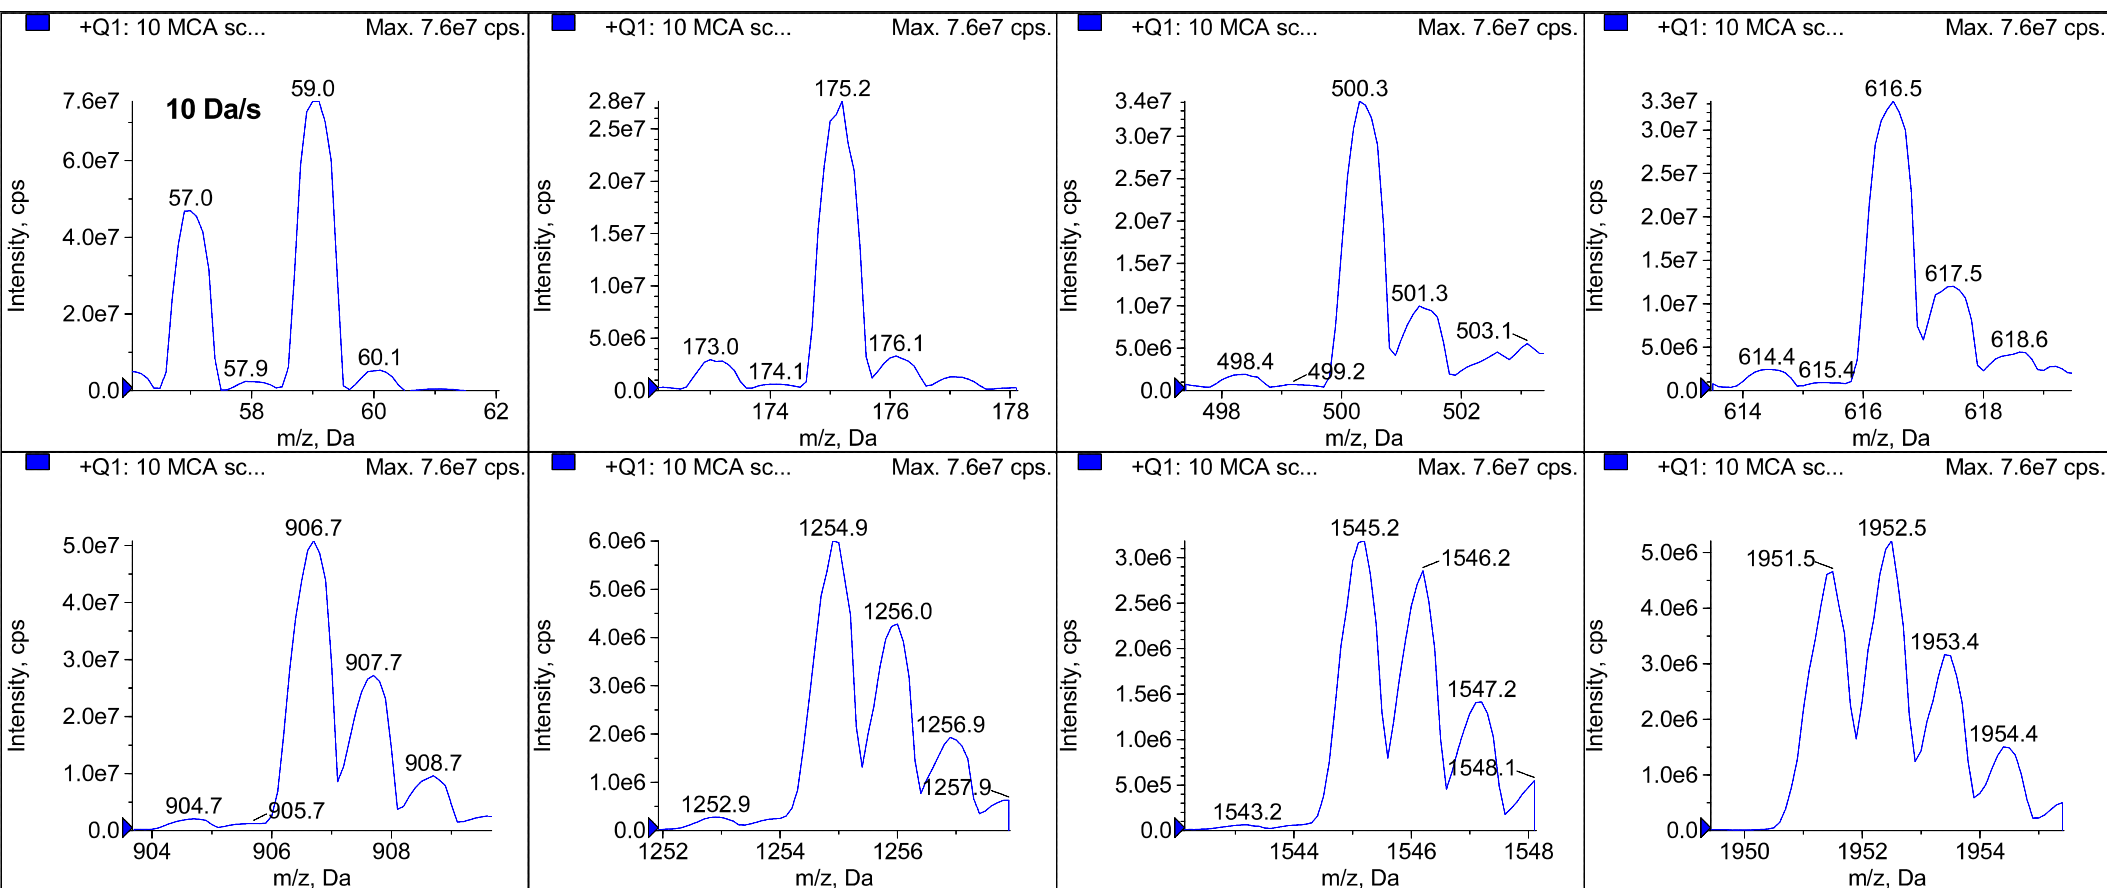 +Q1: 10 MCA sc... Max. 7.6e7 cps.
10 Da/s
Intensity, cps
7.6e7
6.0e7
4.0e7
2.0e7
0.0
57.0
57.9
59.0
60.1
58 60 62
m/z, Da
+Q1: 10 MCA sc... Max. 7.6e7 cps.
Intensity, cps
2.8e7
2.5e7
2.0e7
1.5e7
1.0e7
5.0e6
0.0
173.0
174.1
175.2
176.1
174 176 178
m/z, Da
+Q1: 10 MCA sc... Max. 7.6e7 cps.
Intensity, cps
3.4e7
3.0e7
2.5e7
2.0e7
1.5e7
1.0e7
5.0e6
0.0
498.4
499.2
500.3
501.3
503.1
498 500 502
m/z, Da
+Q1: 10 MCA sc... Max. 7.6e7 cps.
Intensity, cps
3.3e7
3.0e7
2.5e7
2.0e7
1.5e7
1.0e7
5.0e6
0.0
614.4
615.4
616.5
617.5
618.6
614 616 618
m/z, Da
+Q1: 10 MCA sc... Max. 7.6e7 cps.
Intensity, cps
5.0e7
4.0e7
3.0e7
2.0e7
1.0e7
0.0
904.7
905.7
906.7
907.7
908.7
904 906 908
m/z, Da
+Q1: 10 MCA sc... Max. 7.6e7 cps.
Intensity, cps
6.0e6
5.0e6
4.0e6
3.0e6
2.0e6
1.0e6
0.0
1252.9
1254.9
1256.0
1256.9
1257.9
1252 1254 1256
m/z, Da
+Q1: 10 MCA sc... Max. 7.6e7 cps.
Intensity, cps
3.0e6
2.5e6
2.0e6
1.5e6
1.0e6
5.0e5
0.0
1543.2
1545.2
1546.2
1547.2
1548.1
1544 1546 1548
m/z, Da
+Q1: 10 MCA sc... Max. 7.6e7 cps.
Intensity, cps
5.0e6
4.0e6
3.0e6
2.0e6
1.0e6
0.0
1951.5
1952.5
1953.4
1954.4
1950 1952 1954
m/z, Da